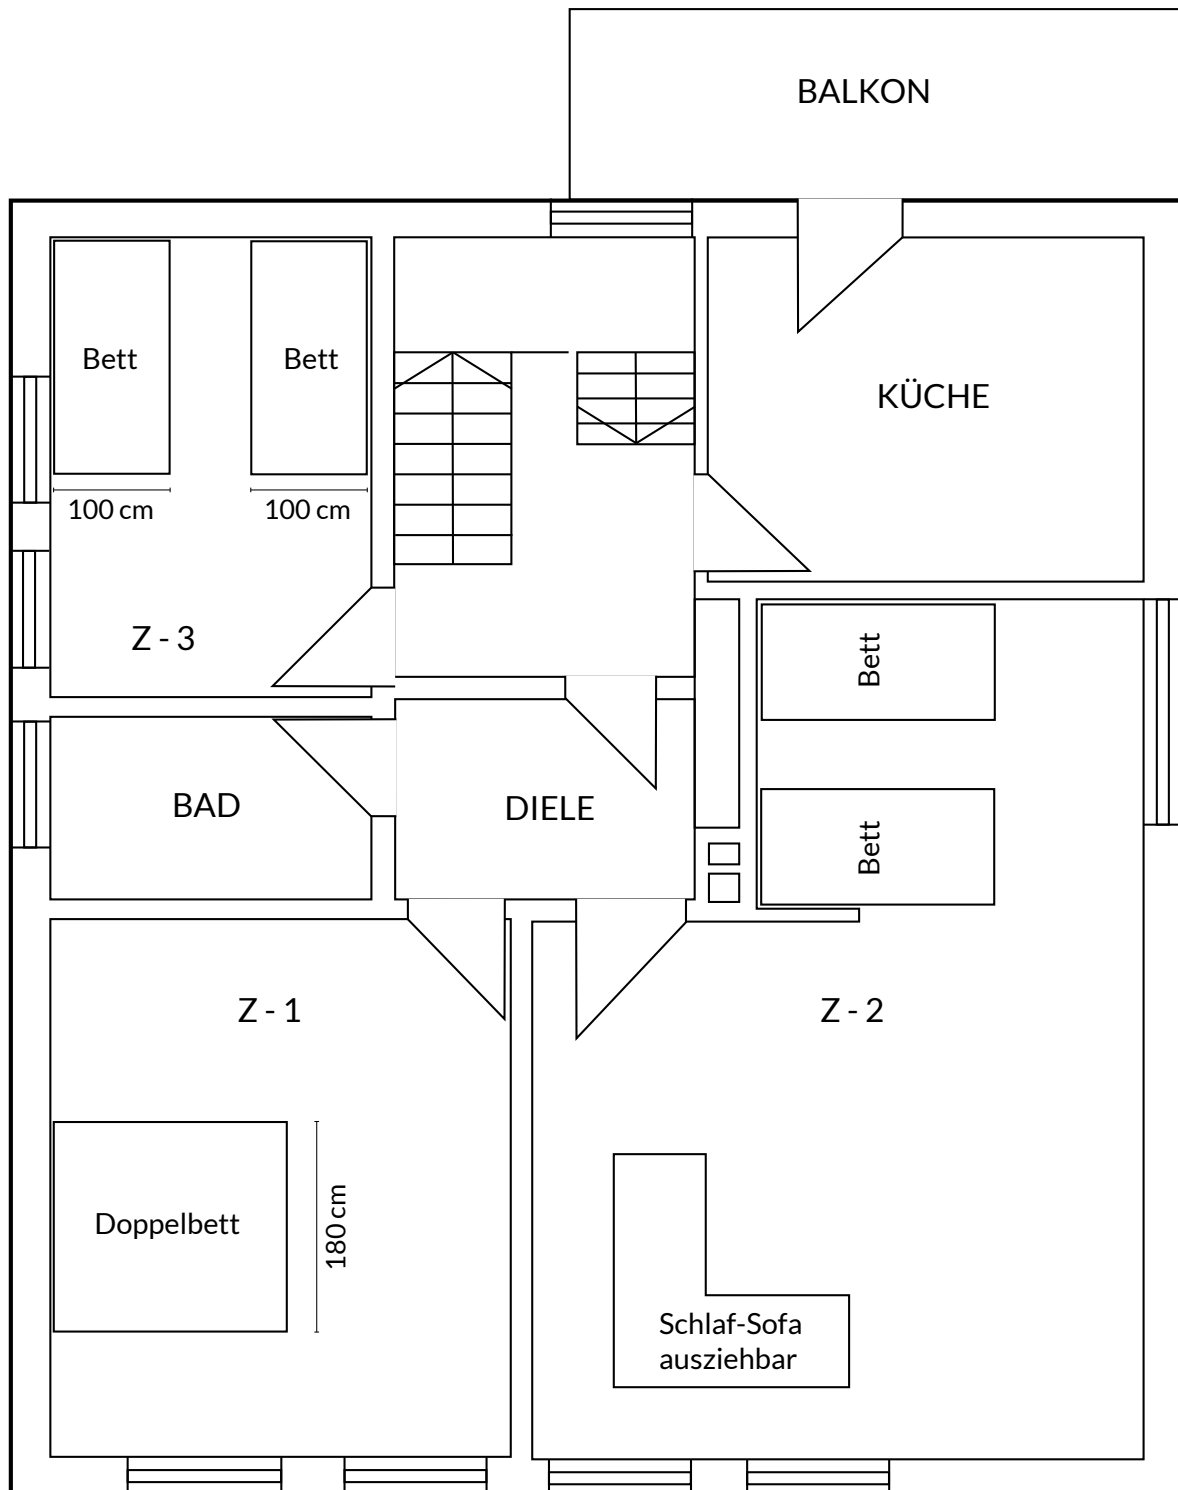 BALKON
Bett
Bett
KÜCHE
100 cm
100 cm
Z - 3
Bett
BAD
DIELE
Bett
Z - 1
Z - 2
Doppelbett
180 cm
Schlaf-Sofa
ausziehbar